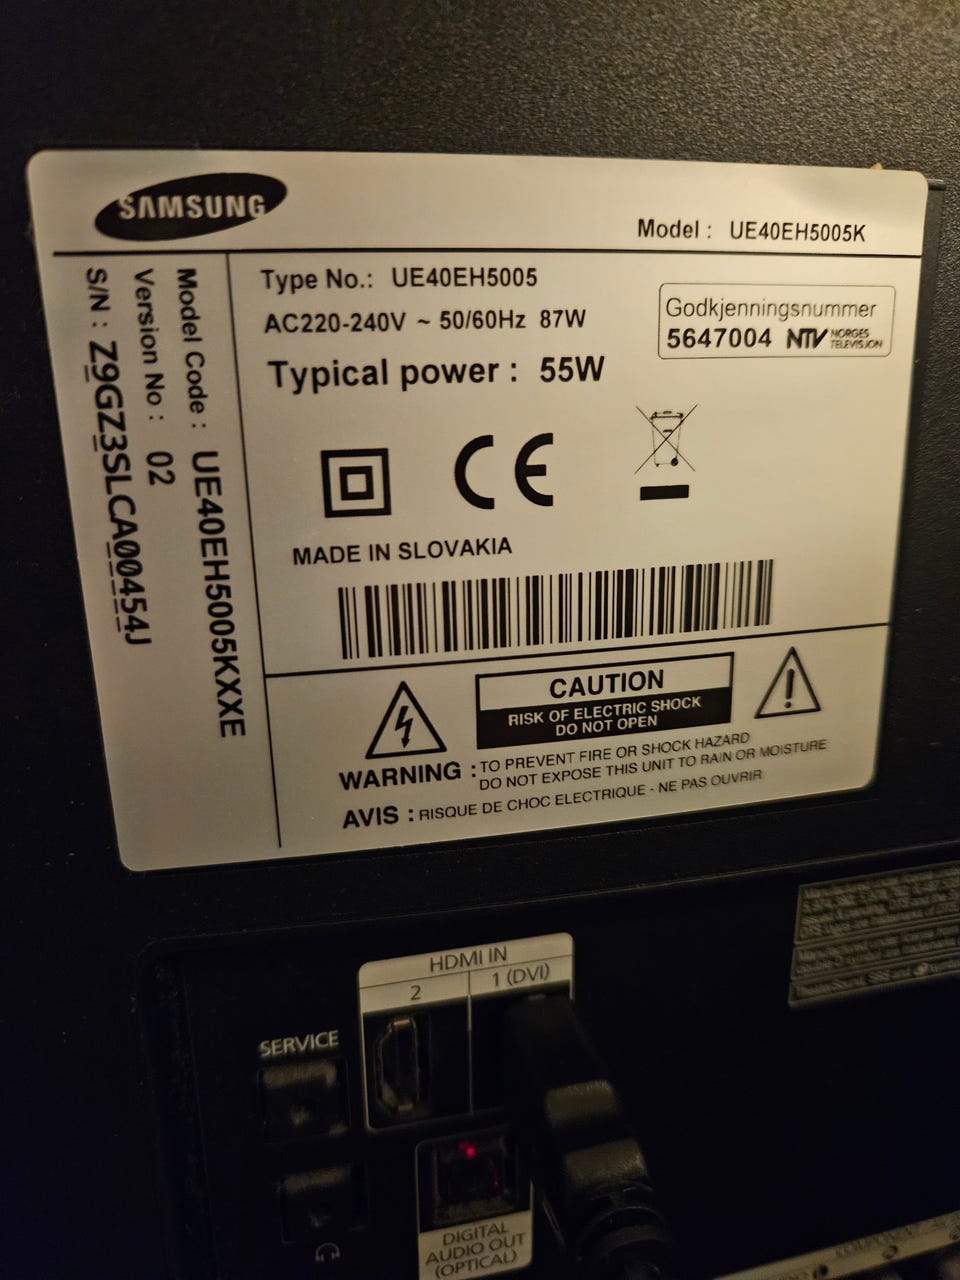 SAMSUNG
Model : UE40EH5005K
Model Code : UE40EH5005KXXE
Version No : 02
S/N : Z9GZ3SLCA00454J
Type No.: UE40EH5005
AC220-240V ~ 50/60Hz 87W
Typical power : 55W
Godkjenningsnummer
5647004 NTV NORGES
TELEVISJON
CE
MADE IN SLOVAKIA
CAUTION
RISK OF ELECTRIC SHOCK
DO NOT OPEN
WARNING : TO PREVENT FIRE OR SHOCK HAZARD
DO NOT EXPOSE THIS UNIT TO RAIN OR MOISTURE
AVIS : RISQUE DE CHOC ELECTRIQUE - NE PAS OUVRIR
HDMI IN
2 1 (DVI)
SERVICE
DIGITAL
AUDIO OUT
(OPTICAL)
COMPONENT